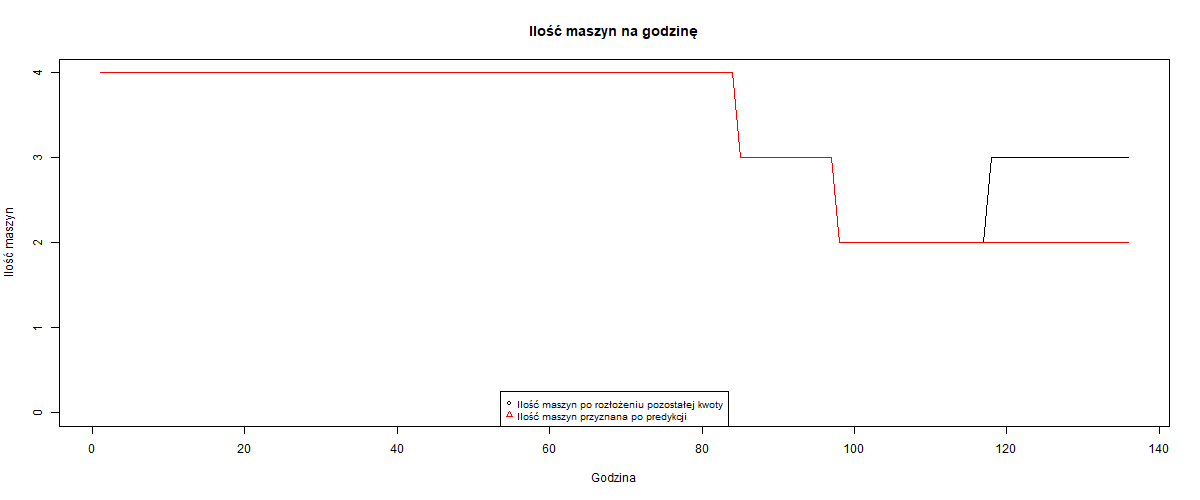 Ilość maszyn na godzinę
Ilość maszyn
4
3
2
1
0
Ilość maszyn po rozłożeniu pozostałej kwoty
Ilość maszyn przyznana po predykcji
0 20 40 60 80 100 120 140
Godzina